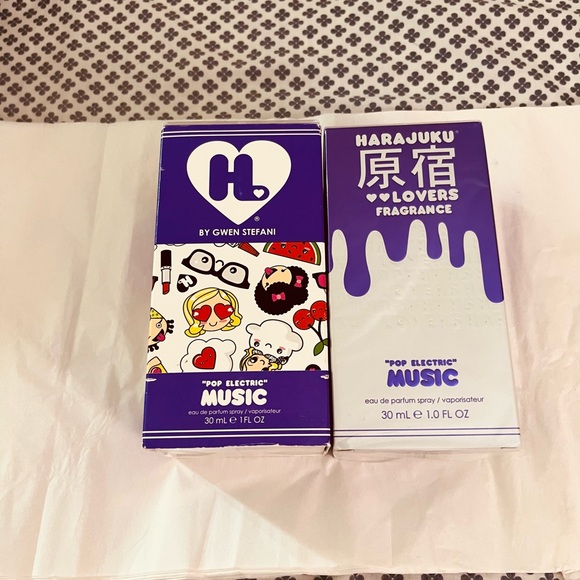 H
®
BY GWEN STEFANI
"POP ELECTRIC"
MUSIC
eau de parfum spray / vaporisateur
30 mL ℮ 1 FL OZ
HARAJUKU®
原宿
LOVERS
FRAGRANCE
"POP ELECTRIC"
MUSIC
eau de parfum spray / vaporisateur
30 mL ℮ 1.0 FL OZ